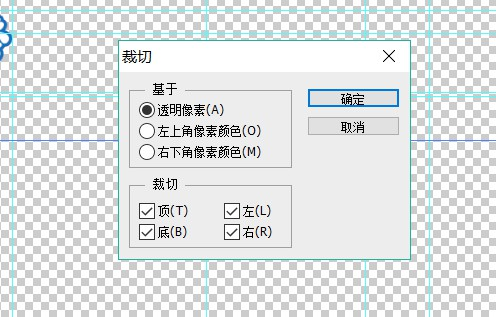 裁切
基于
透明像素(A)
左上角像素颜色(O)
右下角像素颜色(M)
确定
取消
裁切
顶(T) 左(L)
底(B) 右(R)